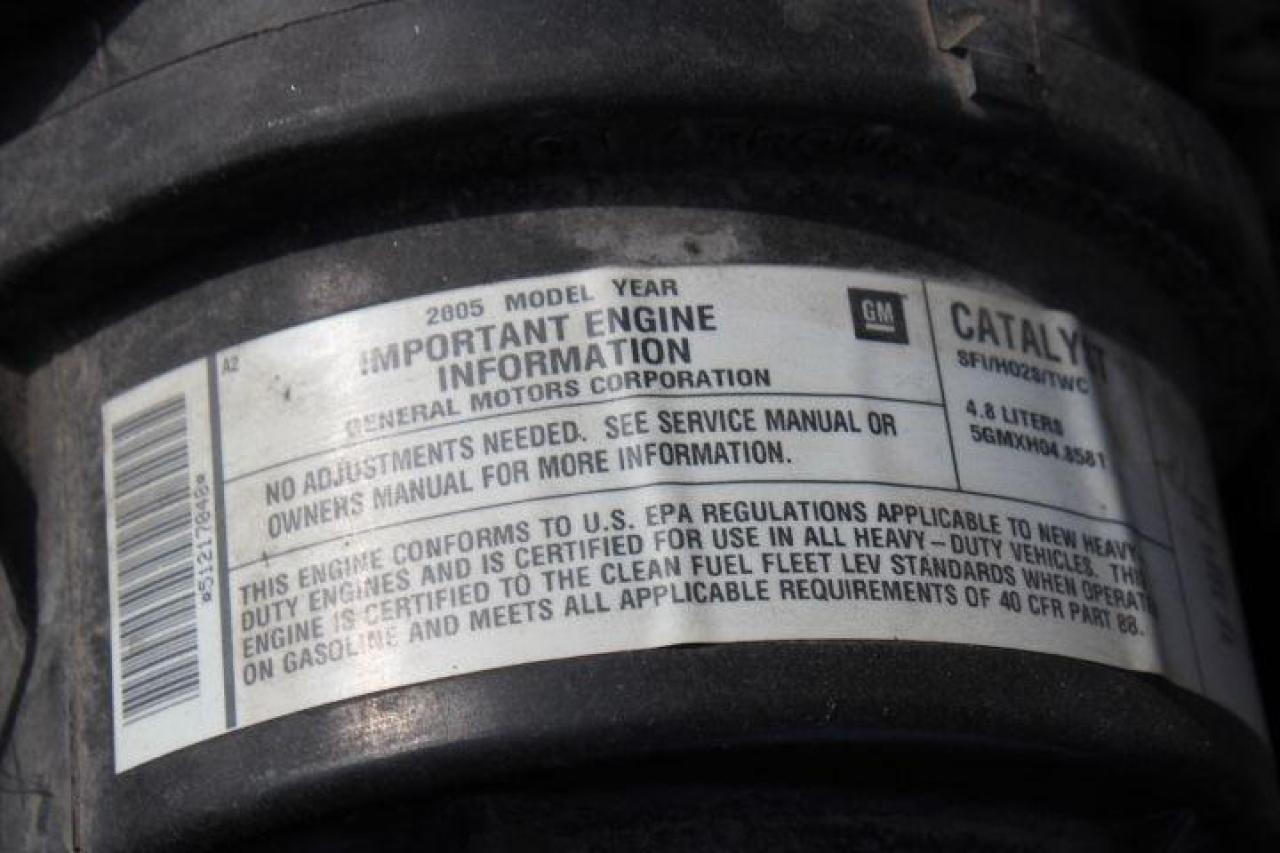 A2
2005 MODEL YEAR
IMPORTANT ENGINE
INFORMATION
GENERAL MOTORS CORPORATION
GM
CATALYST
SFI/HO2S/TWC
4.8 LITERS
5GMXH04.8581
NO ADJUSTMENTS NEEDED. SEE SERVICE MANUAL OR
OWNERS MANUAL FOR MORE INFORMATION.
THIS ENGINE CONFORMS TO U.S. EPA REGULATIONS APPLICABLE TO NEW HEAVY-
DUTY ENGINES AND IS CERTIFIED FOR USE IN ALL HEAVY-DUTY VEHICLES. THIS
ENGINE IS CERTIFIED TO THE CLEAN FUEL FLEET LEV STANDARDS WHEN OPERATE
ON GASOLINE AND MEETS ALL APPLICABLE REQUIREMENTS OF 40 CFR PART 88.
*51217848*